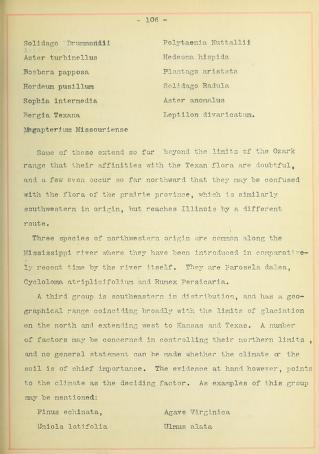 - 106 -
Solidago Drummondii Polytaenia Nuttallii
Aster turbinellus Hedeoma hispida
Boebera papposa Plantago aristata
Hordeum pusillum Solidago Radula
Sophia intermedia Aster anomalus
Bergia Texana Leptilon divaricatum.
Megapterium Missouriense
Some of these extend so far beyond the limits of the Ozark
range that their affinities with the Texan flora are doubtful,
and a few even occur so far northward that they may be confused
with the flora of the prairie province, which is similarly
southwestern in origin, but reaches Illinois by a different
route.
Three species of northwestern origin are common along the
Mississippi river where they have been introduced in comparative-
ly recent time by the river itself. They are Parosela dalea,
Cycloloma atriplicifolium and Rumex Persicaria.
A third group is southeastern in distribution, and has a geo-
graphical range coinciding broadly with the limits of glaciation
on the north and extending west to Kansas and Texas. A number
of factors may be concerned in controlling their northern limits ,
and no general statement can be made whether the climate or the
soil is of chief importance. The evidence at hand however, points
to the climate as the deciding factor. As examples of this group
may be mentioned:
Pinus echinata, Agave Virginica
Uniola latifolia Ulmus alata